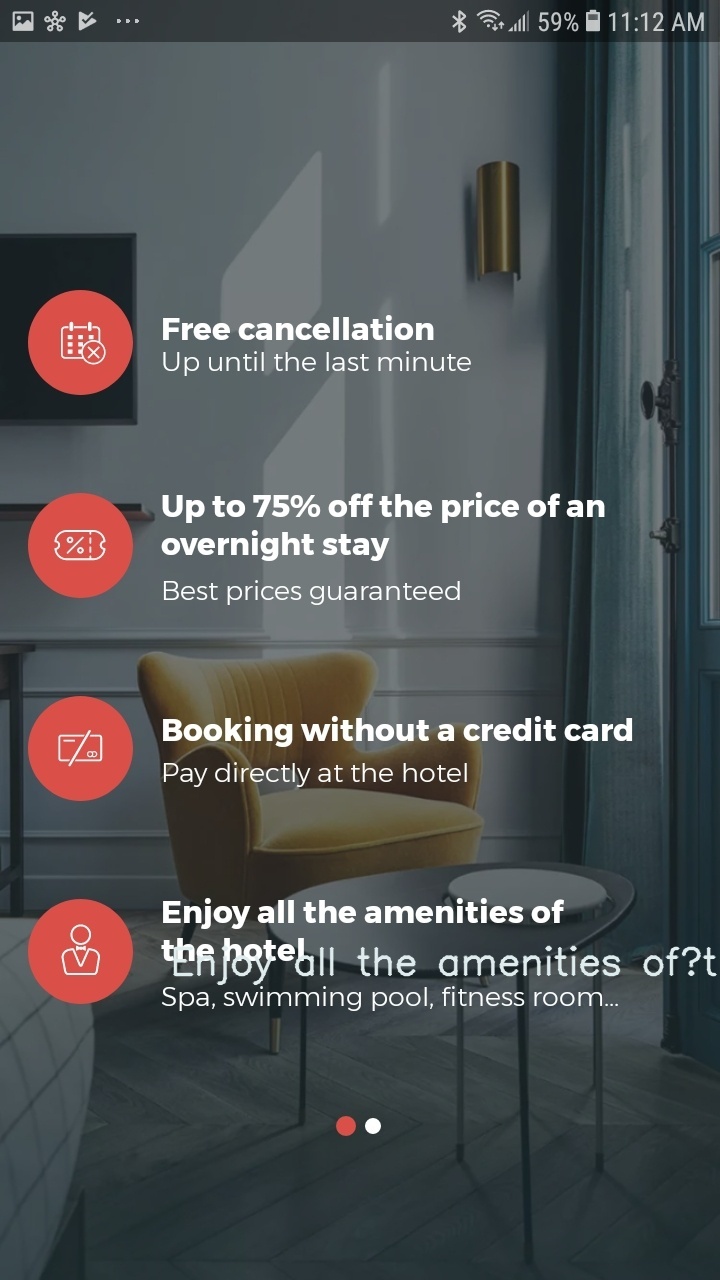 59% 11:12 AM
Free cancellation
Up until the last minute
Up to 75% off the price of an
overnight stay
Best prices guaranteed
Booking without a credit card
Pay directly at the hotel
Enjoy all the amenities of
the hotel
Enjoy all the amenities of?t
Spa, swimming pool, fitness room...